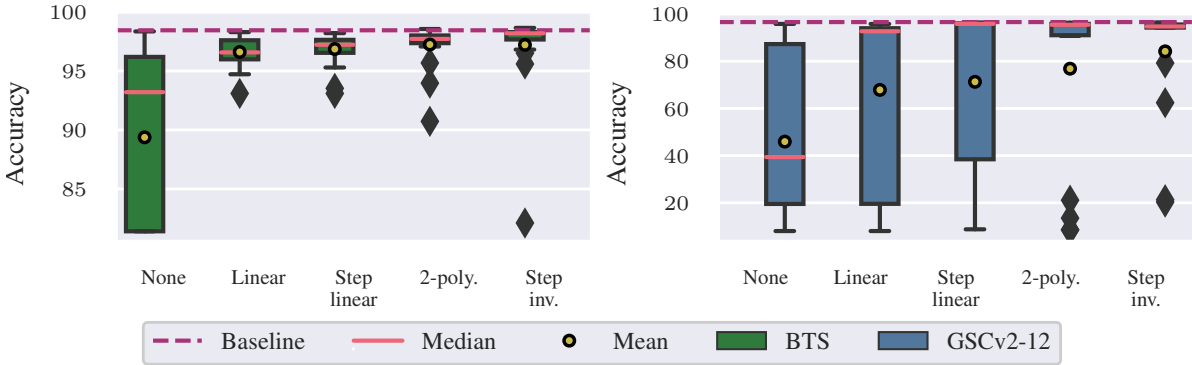 100
95
90
85
Accuracy
None
Linear
Step
linear
2-poly.
Step
inv.
100
80
60
40
20
Accuracy
None
Linear
Step
linear
2-poly.
Step
inv.
Baseline
Median
Mean
BTS
GSCv2-12